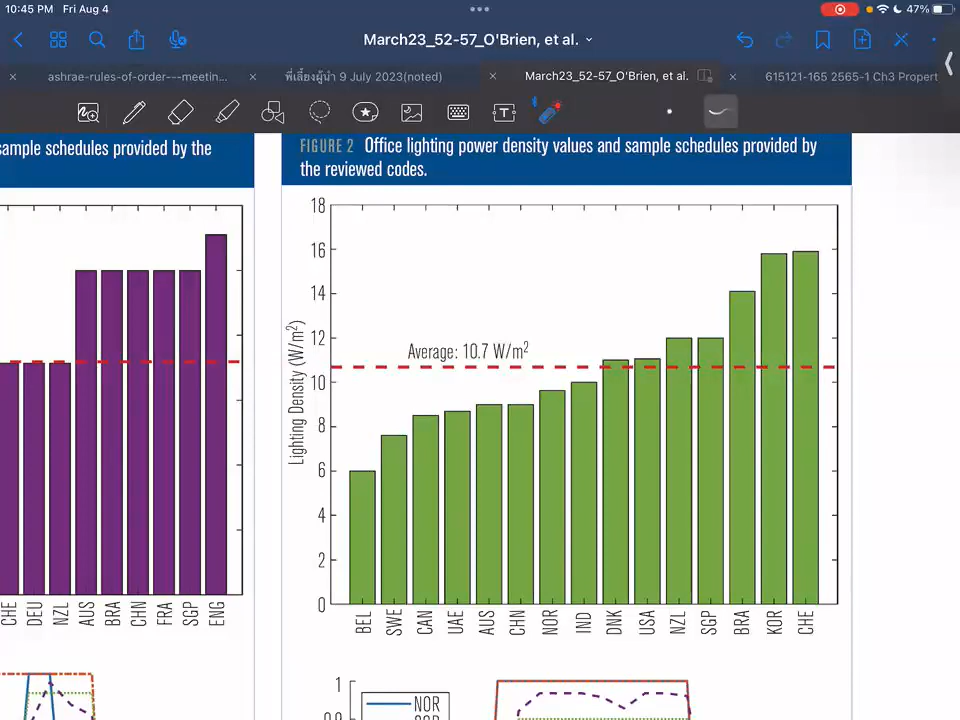 10:45 PM Fri Aug 4
47%
March23_52-57_O'Brien, et al.
ashrae-rules-of-order---meetin...
พี่เลี้ยงผู้นำ 9 July 2023(noted)
March23_52-57_O'Brien, et al.
615121-165 2565-1 Ch3 Propert
sample schedules provided by the
FIGURE 2 Office lighting power density values and sample schedules provided by
the reviewed codes.
18
16
14
12
10
8
6
4
2
0
Lighting Density (W/m²)
Average: 10.7 W/m²
CHE DEU NZL AUS BRA CHN FRA SGP ENG
BEL SWE CAN UAE AUS CHN NOR IND DNK USA NZL SGP BRA KOR CHE
1
NOR